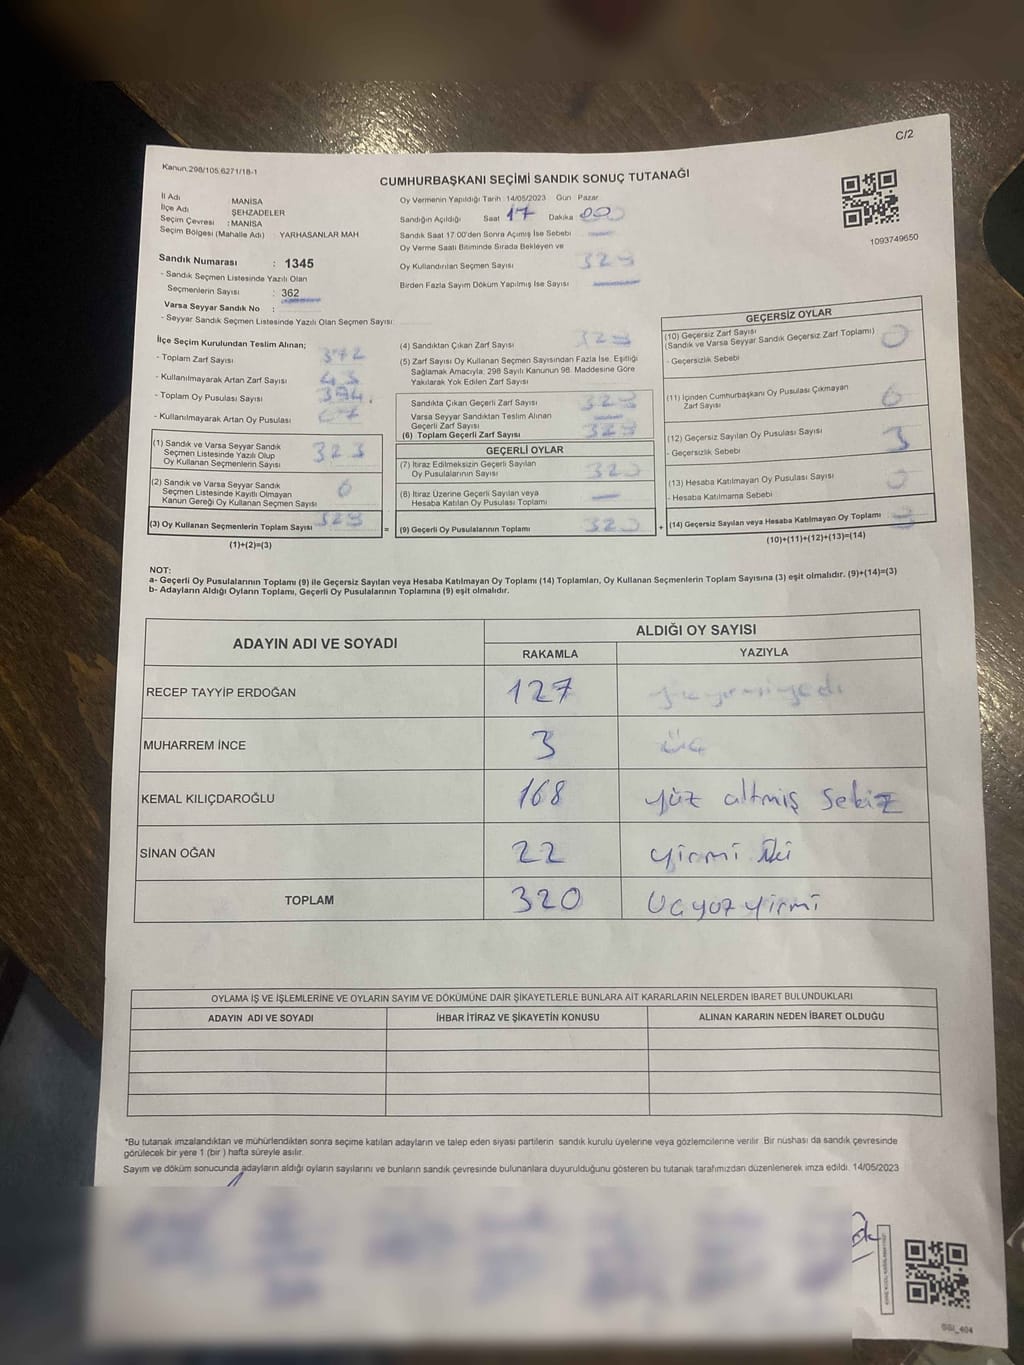 C/2
Kanun.298/105.6271/18-1
CUMHURBAŞKANI SEÇİMİ SANDIK SONUÇ TUTANAĞI
1093749650
İl Adı : MANİSA
İlçe Adı : ŞEHZADELER
Seçim Çevresi : MANİSA
Seçim Bölgesi (Mahalle Adı) : YARHASANLAR MAH
Sandık Numarası : 1345
- Sandık Seçmen Listesinde Yazılı Olan
Seçmenlerin Sayısı : 362
Varsa Seyyar Sandık No :
- Seyyar Sandık Seçmen Listesinde Yazılı Olan Seçmen Sayısı
Oy Vermenin Yapıldığı Tarih : 14/05/2023 Gün Pazar
Sandığın Açıldığı Saat 17 Dakika 00
Sandık Saat 17:00'den Sonra Açımış İse Sebebi
Oy Verme Saati Bitiminde Sırada Bekleyen ve
Oy Kullandırılan Seçmen Sayısı
Birden Fazla Sayım Döküm Yapılmış İse Sayısı
İlçe Seçim Kurulundan Teslim Alınan;
- Toplam Zarf Sayısı 372
- Kullanılmayarak Artan Zarf Sayısı
- Toplam Oy Pusulası Sayısı
- Kullanılmayarak Artan Oy Pusulası
(1) Sandık ve Varsa Seyyar Sandık
Seçmen Listesinde Yazılı Olup
Oy Kullanan Seçmenlerin Sayısı 323
(2) Sandık ve Varsa Seyyar Sandık
Seçmen Listesinde Kayıtlı Olmayan
Kanun Gereği Oy Kullanan Seçmen Sayısı 0
(3) Oy Kullanan Seçmenlerin Toplam Sayısı 323
(1)+(2)=(3)
(4) Sandıktan Çıkan Zarf Sayısı 323
(5) Zarf Sayısı Oy Kullanan Seçmen Sayısından Fazla İse, Eşitliği
Sağlamak Amacıyla, 298 Sayılı Kanunun 98. Maddesine Göre
Yakılarak Yok Edilen Zarf Sayısı
Sandıkta Çıkan Geçerli Zarf Sayısı 323
Varsa Seyyar Sandıktan Teslim Alınan
Geçerli Zarf Sayısı
(6) Toplam Geçerli Zarf Sayısı 323
GEÇERLİ OYLAR
(7) İtiraz Edilmeksizin Geçerli Sayılan
Oy Pusulalarının Sayısı 320
(8) İtiraz Üzerine Geçerli Sayılan veya
Hesaba Katılan Oy Pusulası Toplamı —
(9) Geçerli Oy Pusulalarının Toplamı 320
GEÇERSİZ OYLAR
(10) Geçersiz Zarf Sayısı
(Sandık ve Varsa Seyyar Sandık Geçersiz Zarf Toplamı) 0
- Geçersizlik Sebebi
(11) İçinden Cumhurbaşkanı Oy Pusulası Çıkmayan
Zarf Sayısı 0
(12) Geçersiz Sayılan Oy Pusulası Sayısı 3
- Geçersizlik Sebebi
(13) Hesaba Katılmayan Oy Pusulası Sayısı 0
- Hesaba Katılmama Sebebi
(14) Geçersiz Sayılan veya Hesaba Katılmayan Oy Toplamı 3
(10)+(11)+(12)+(13)=(14)
NOT:
a- Geçerli Oy Pusulalarının Toplamı (9) ile Geçersiz Sayılan veya Hesaba Katılmayan Oy Toplamı (14) Toplamları, Oy Kullanan Seçmenlerin Toplam Sayısına (3) eşit olmalıdır. (9)+(14)=(3)
b- Adayların Aldığı Oyların Toplamı, Geçerli Oy Pusulalarının Toplamına (9) eşit olmalıdır.
ADAYIN ADI VE SOYADI ALDIĞI OY SAYISI
RAKAMLA YAZIYLA
RECEP TAYYİP ERDOĞAN 127
MUHARREM İNCE 3 üç
KEMAL KILIÇDAROĞLU 168 yüz altmış sekiz
SİNAN OĞAN 22 yirmi iki
TOPLAM 320 Üçyüzyirmi
OYLAMA İŞ VE İŞLEMLERİNE VE OYLARIN SAYIM VE DÖKÜMÜNE DAİR ŞİKAYETLERLE BUNLARA AİT KARARLARIN NELERDEN İBARET BULUNDUKLARI
ADAYIN ADI VE SOYADI İHBAR İTİRAZ VE ŞİKAYETİN KONUSU ALINAN KARARIN NEDEN İBARET OLDUĞU
*Bu tutanak imzalandıktan ve mühürlendikten sonra seçime katılan adayların ve talep eden siyasi partilerin sandık kurulu üyelerine veya gözlemcilerine verilir. Bir nüshası da sandık çevresinde
görülecek bir yere 1 (bir ) hafta süreyle asılır.
Sayım ve döküm sonucunda adayların aldığı oyların sayılarını ve bunların sandık çevresinde bulunanlara duyurulduğunu gösteren bu tutanak tarafımızdan düzenlenerek imza edildi. 14/05/2023